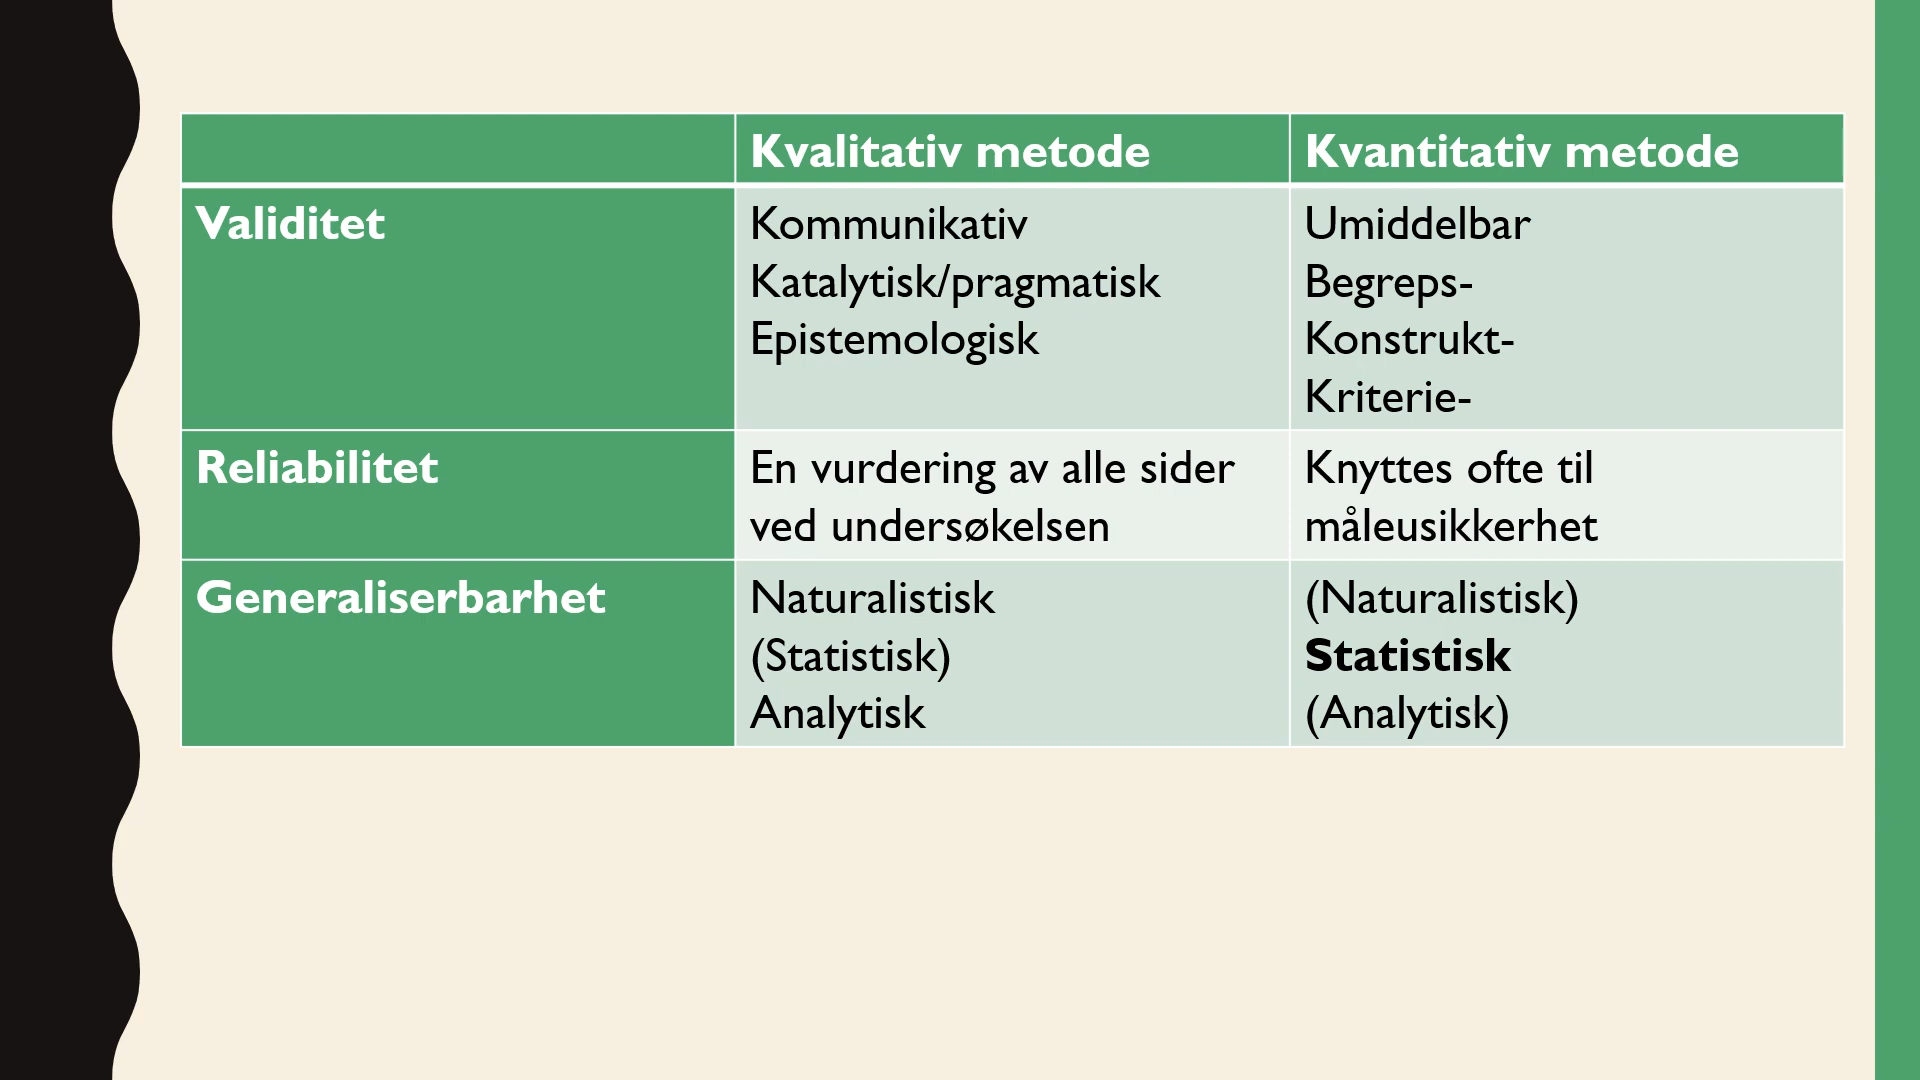 Kvalitativ metode
Kvantitativ metode
Validitet
Kommunikativ
Katalytisk/pragmatisk
Epistemologisk
Umiddelbar
Begreps-
Konstrukt-
Kriterie-
Reliabilitet
En vurdering av alle sider
ved undersøkelsen
Knyttes ofte til
måleusikkerhet
Generaliserbarhet
Naturalistisk
(Statistisk)
Analytisk
(Naturalistisk)
Statistisk
(Analytisk)